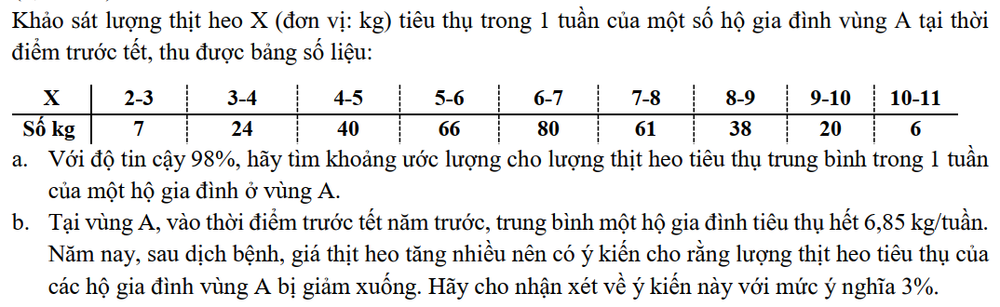 Khảo sát lượng thịt heo X (đơn vị: kg) tiêu thụ trong 1 tuần của một số hộ gia đình vùng A tại thời
điểm trước tết, thu được bảng số liệu:
X 2-3 3-4 4-5 5-6 6-7 7-8 8-9 9-10 10-11
Số kg 7 24 40 66 80 61 38 20 6
a. Với độ tin cậy 98%, hãy tìm khoảng ước lượng cho lượng thịt heo tiêu thụ trung bình trong 1 tuần
của một hộ gia đình ở vùng A.
b. Tại vùng A, vào thời điểm trước tết năm trước, trung bình một hộ gia đình tiêu thụ hết 6,85 kg/tuần.
Năm nay, sau dịch bệnh, giá thịt heo tăng nhiều nên có ý kiến cho rằng lượng thịt heo tiêu thụ của
các hộ gia đình vùng A bị giảm xuống. Hãy cho nhận xét về ý kiến này với mức ý nghĩa 3%.